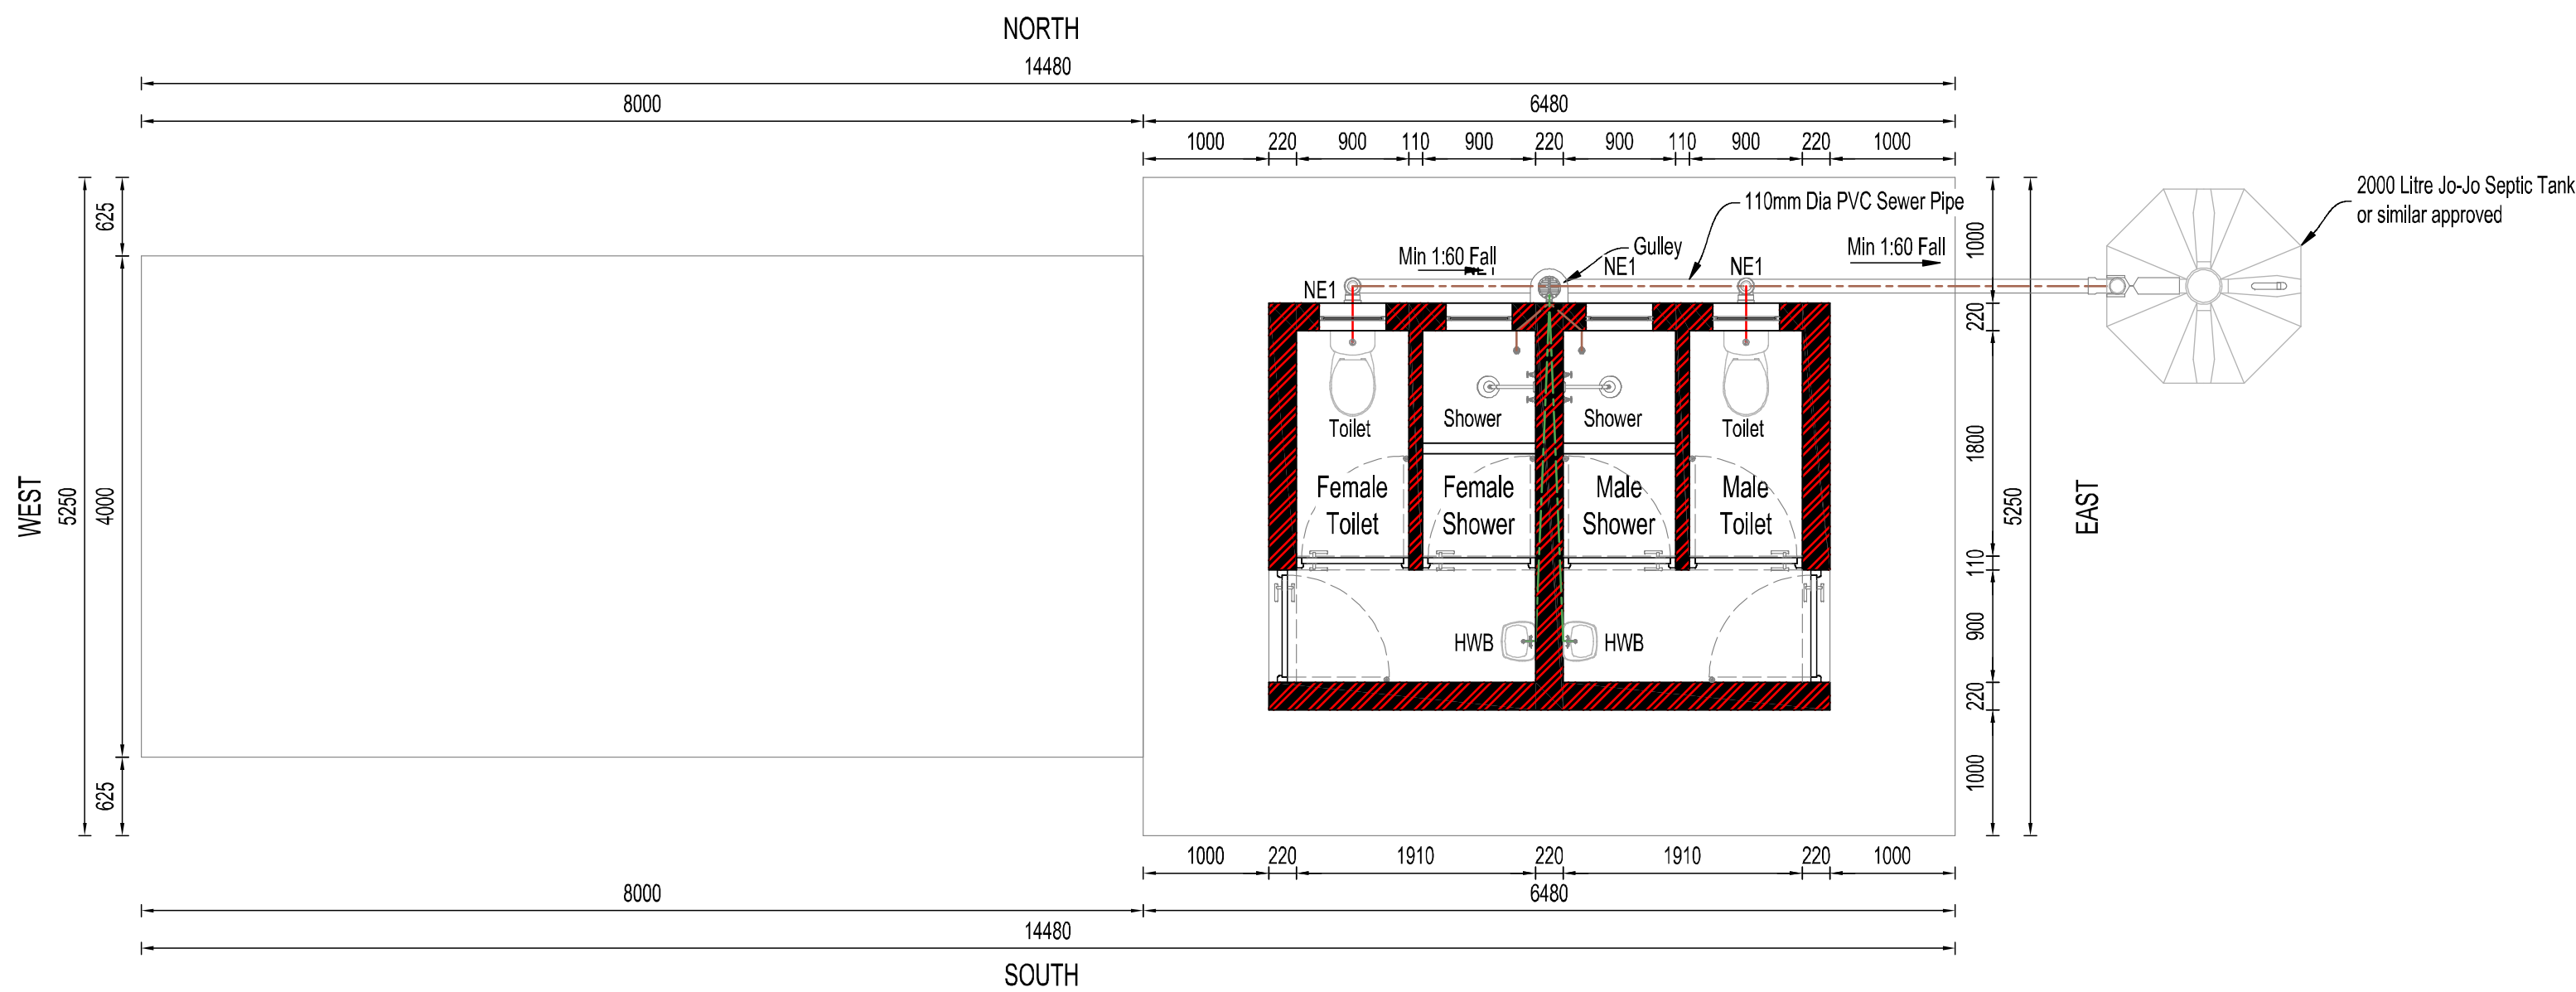 NORTH
14480
8000
6480
1000 220 900 110 900 220 900 110 900 220 1000
2000 Litre Jo-Jo Septic Tank
or similar approved
110mm Dia PVC Sewer Pipe
Min 1:60 Fall
Gulley
Min 1:60 Fall
NE1
NE1
NE1
625
4000
625
5250
WEST
1000
220
1800
110
900
220
1000
5250
EAST
Toilet
Shower
Shower
Toilet
Female
Toilet
Female
Shower
Male
Shower
Male
Toilet
HWB
HWB
1000 220 1910 220 1910 220 1000
8000
6480
14480
SOUTH